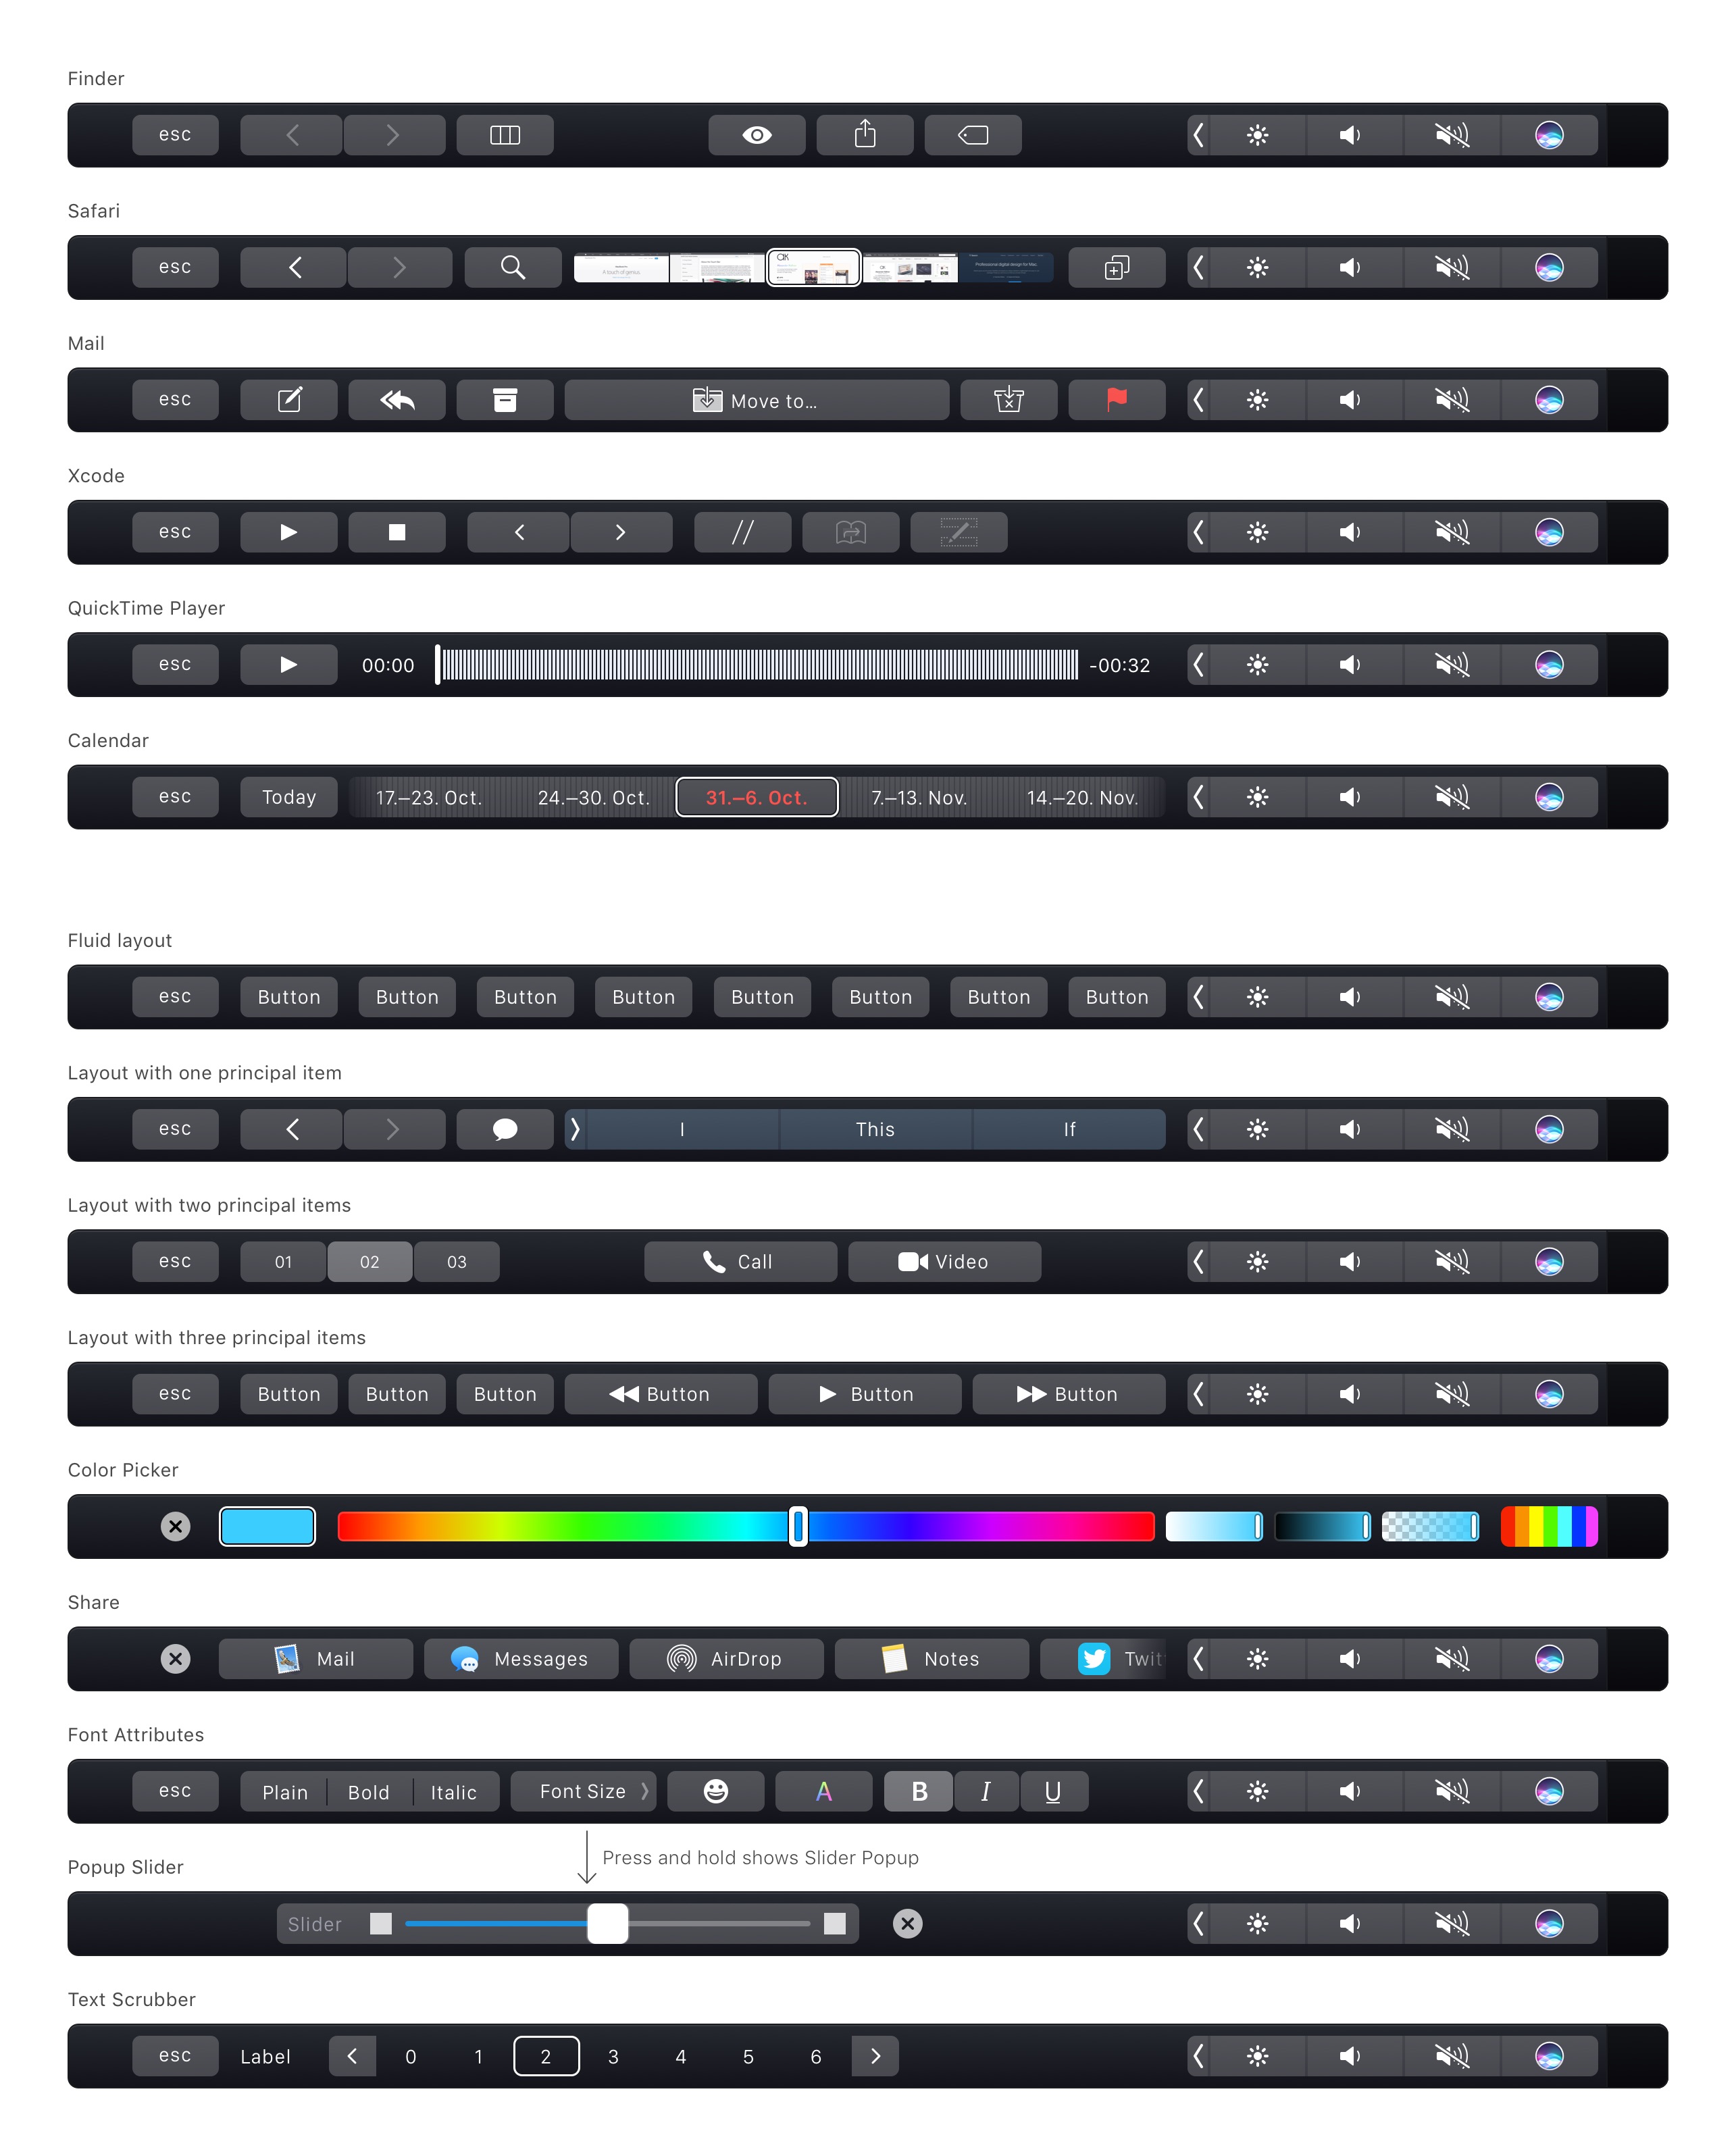 Finder
esc
Safari
esc
A touch of genius.
Mail
esc Move to...
Xcode
esc
QuickTime Player
esc 00:00 -00:32
Calendar
esc Today 17.–23. Oct. 24.–30. Oct. 31.–6. Oct. 7.–13. Nov. 14.–20. Nov.
Fluid layout
esc Button Button Button Button Button Button Button Button
Layout with one principal item
esc I This If
Layout with two principal items
esc 01 02 03 Call Video
Layout with three principal items
esc Button Button Button Button Button Button
Color Picker
Share
Mail Messages AirDrop Notes Twit
Font Attributes
esc Plain Bold Italic Font Size A B I U
Press and hold shows Slider Popup
Popup Slider
Slider
Text Scrubber
esc Label 0 1 2 3 4 5 6